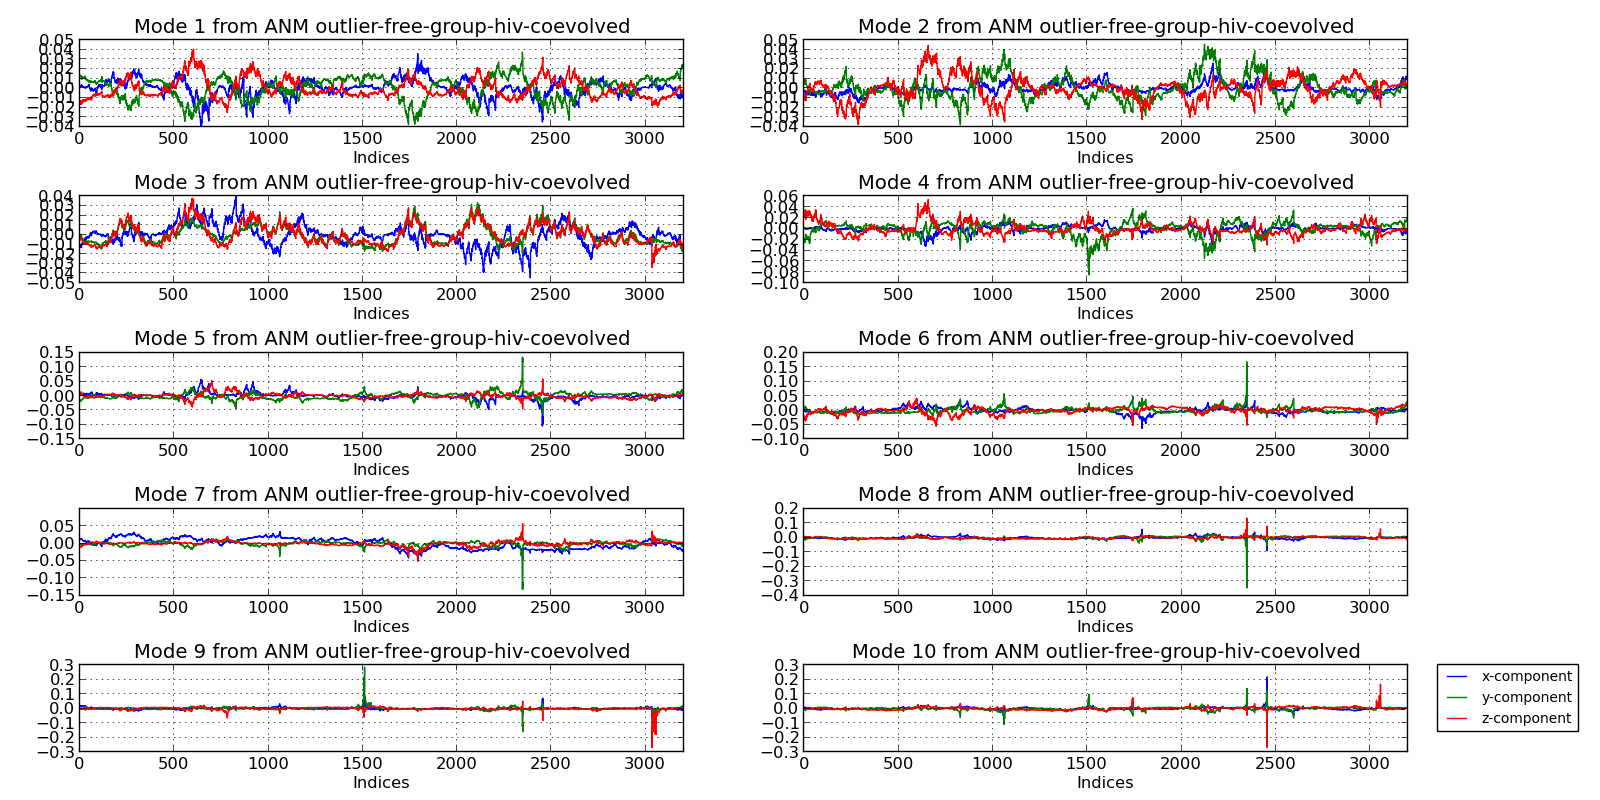 Mode 1 from ANM outlier-free-group-hiv-coevolved
0.05
0.04
0.03
0.02
0.01
0.00
−0.01
−0.02
−0.03
−0.04
0 500 1000 1500 2000 2500 3000
Indices
Mode 2 from ANM outlier-free-group-hiv-coevolved
0.05
0.04
0.03
0.02
0.01
0.00
−0.01
−0.02
−0.03
−0.04
0 500 1000 1500 2000 2500 3000
Indices
Mode 3 from ANM outlier-free-group-hiv-coevolved
0.04
0.03
0.02
0.01
0.00
−0.01
−0.02
−0.03
−0.04
−0.05
0 500 1000 1500 2000 2500 3000
Indices
Mode 4 from ANM outlier-free-group-hiv-coevolved
0.06
0.04
0.02
0.00
−0.02
−0.04
−0.06
−0.08
−0.10
0 500 1000 1500 2000 2500 3000
Indices
Mode 5 from ANM outlier-free-group-hiv-coevolved
0.15
0.10
0.05
0.00
−0.05
−0.10
−0.15
0 500 1000 1500 2000 2500 3000
Indices
Mode 6 from ANM outlier-free-group-hiv-coevolved
0.20
0.15
0.10
0.05
0.00
−0.05
−0.10
0 500 1000 1500 2000 2500 3000
Indices
Mode 7 from ANM outlier-free-group-hiv-coevolved
0.05
0.00
−0.05
−0.10
−0.15
0 500 1000 1500 2000 2500 3000
Indices
Mode 8 from ANM outlier-free-group-hiv-coevolved
0.2
0.1
0.0
−0.1
−0.2
−0.3
−0.4
0 500 1000 1500 2000 2500 3000
Indices
Mode 9 from ANM outlier-free-group-hiv-coevolved
0.3
0.2
0.1
0.0
−0.1
−0.2
−0.3
0 500 1000 1500 2000 2500 3000
Indices
Mode 10 from ANM outlier-free-group-hiv-coevolved
0.3
0.2
0.1
0.0
−0.1
−0.2
−0.3
0 500 1000 1500 2000 2500 3000
Indices
x-component
y-component
z-component